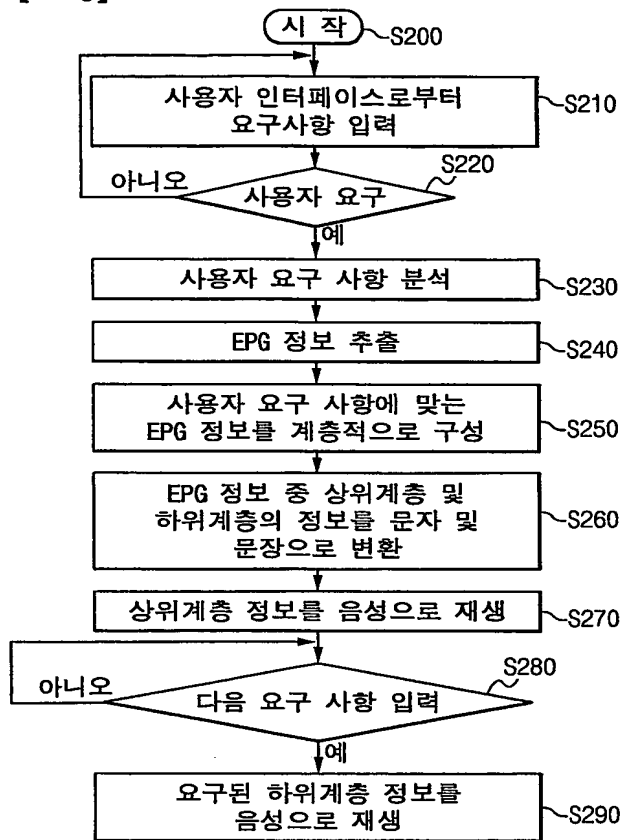 시 작
S200
사용자 인터페이스로부터
요구사항 입력
S210
S220
아니오
사용자 요구
예
사용자 요구 사항 분석
S230
EPG 정보 추출
S240
사용자 요구 사항에 맞는
EPG 정보를 계층적으로 구성
S250
EPG 정보 중 상위계층 및
하위계층의 정보를 문자 및
문장으로 변환
S260
상위계층 정보를 음성으로 재생
S270
S280
아니오
다음 요구 사항 입력
예
요구된 하위계층 정보를
음성으로 재생
S290